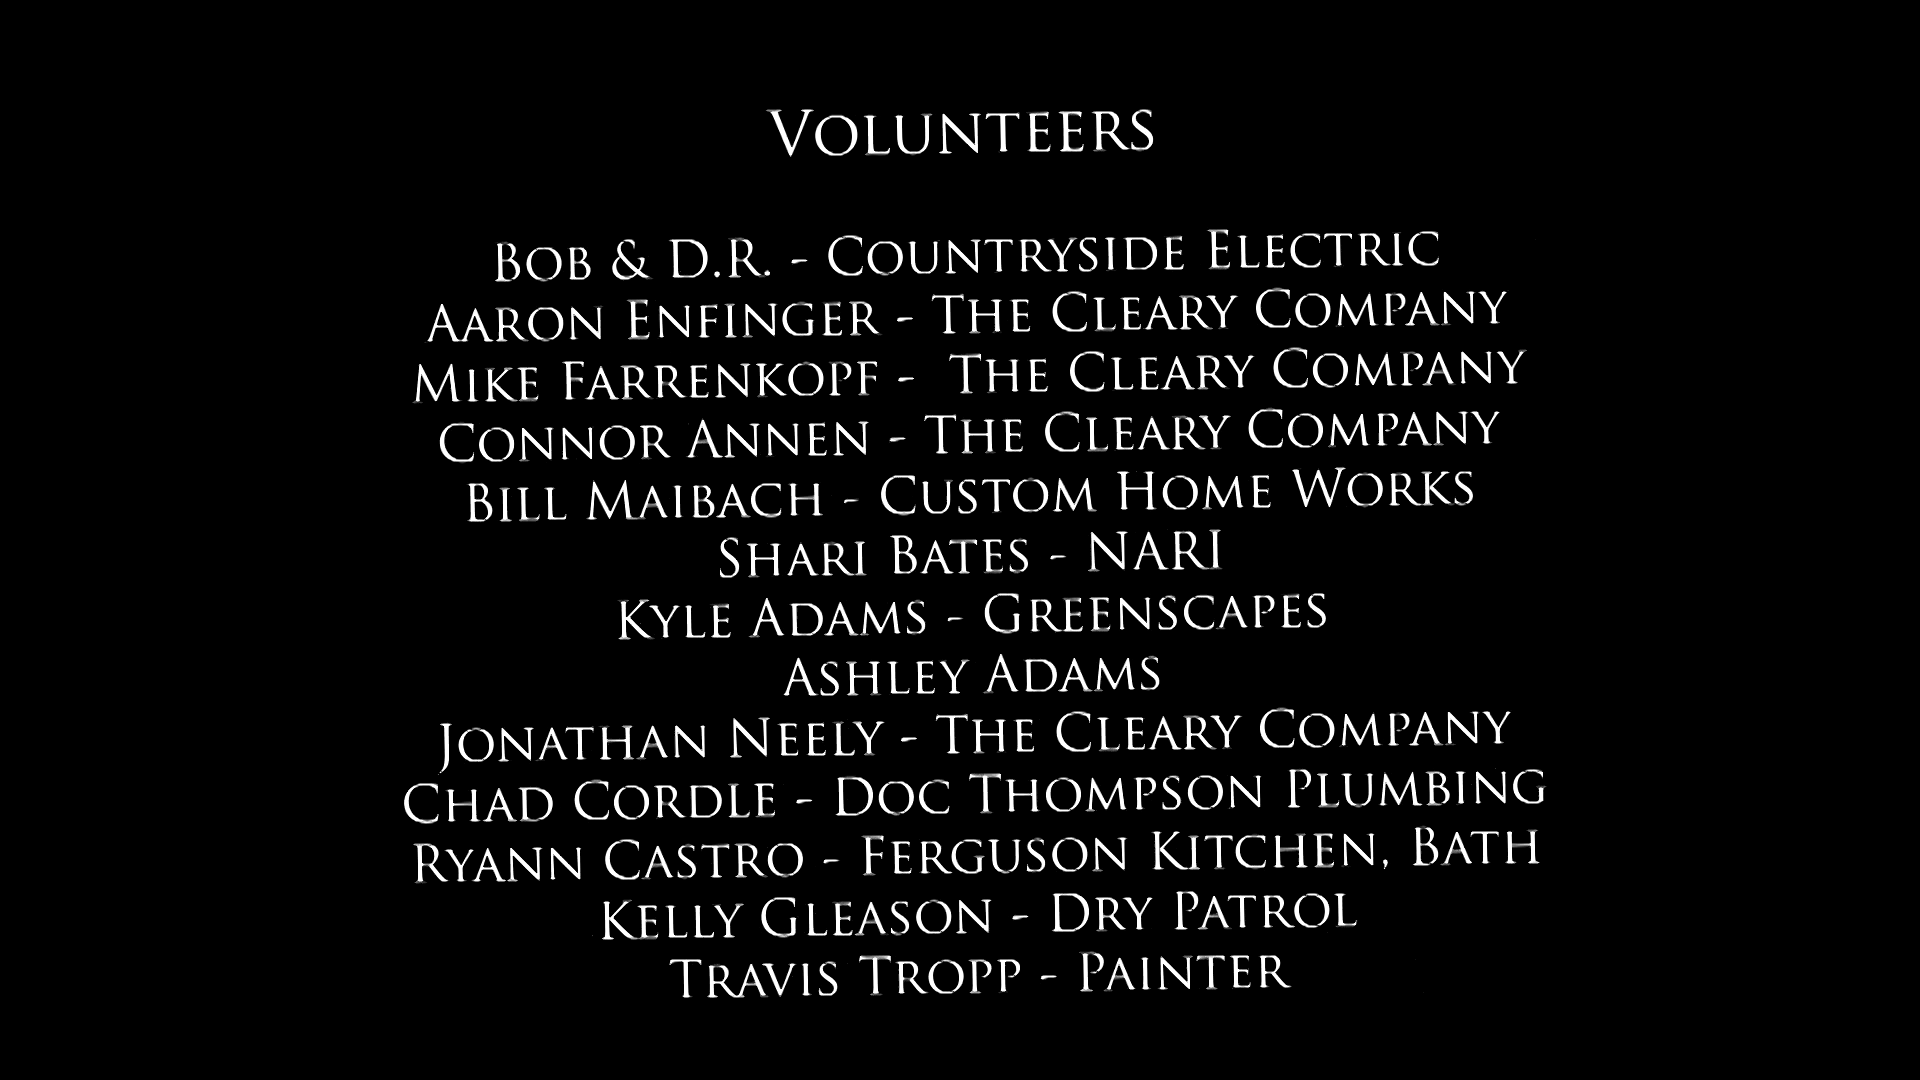 Volunteers
Bob & D.R. - Countryside Electric
Aaron Enfinger - The Cleary Company
Mike Farrenkopf - The Cleary Company
Connor Annen - The Cleary Company
Bill Maibach - Custom Home Works
Shari Bates - NARI
Kyle Adams - Greenscapes
Ashley Adams
Jonathan Neely - The Cleary Company
Chad Cordle - Doc Thompson Plumbing
Ryann Castro - Ferguson Kitchen, Bath
Kelly Gleason - Dry Patrol
Travis Tropp - Painter